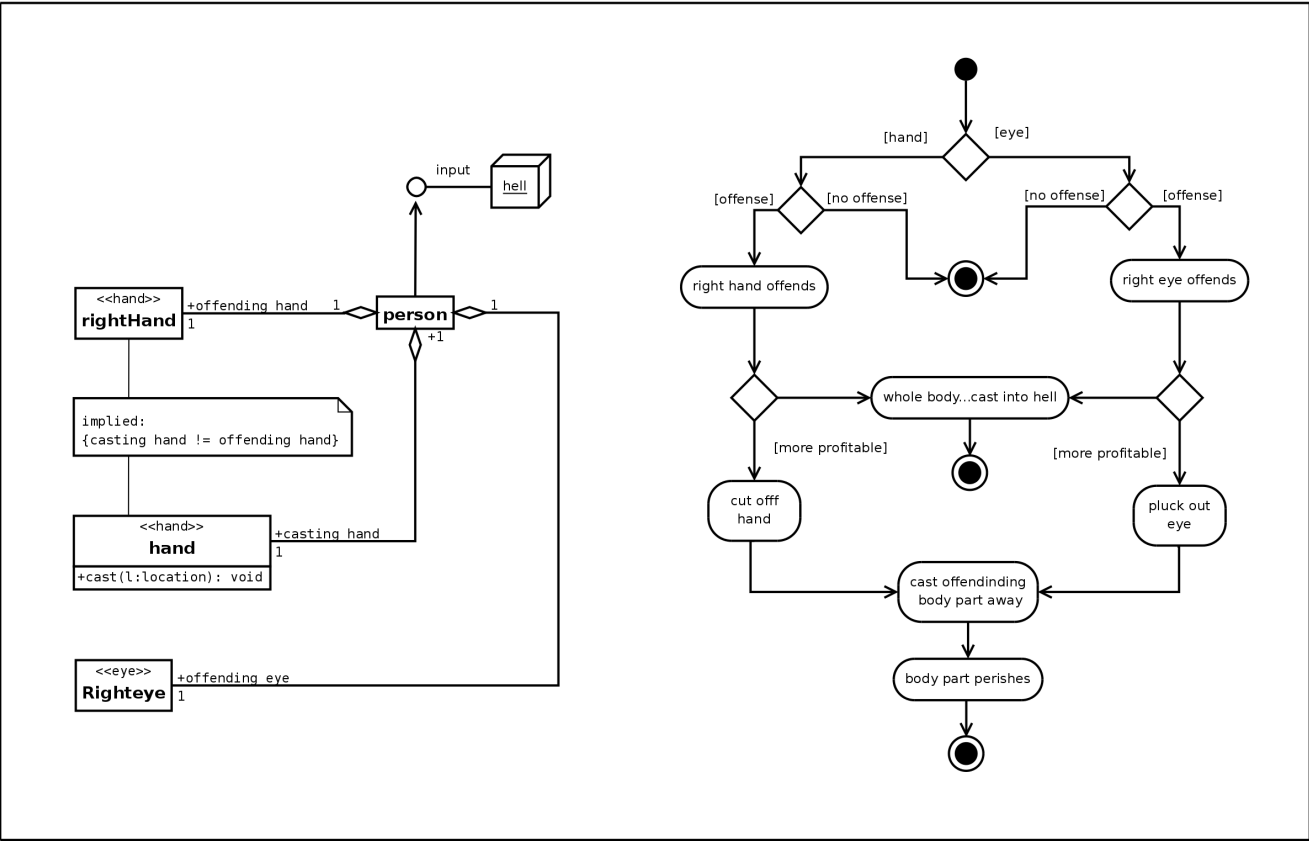 input
hell
<<hand>>
rightHand
+offending hand
1
1
person
1
+1
implied:
{casting hand != offending hand}
<<hand>>
hand
+cast(l:location): void
+casting hand
1
<<eye>>
Righteye
+offending eye
1
[hand]
[eye]
[offense]
[no offense]
[no offense]
[offense]
right hand offends
right eye offends
whole body...cast into hell
[more profitable]
[more profitable]
cut offf
hand
pluck out
eye
cast offendinding
body part away
body part perishes